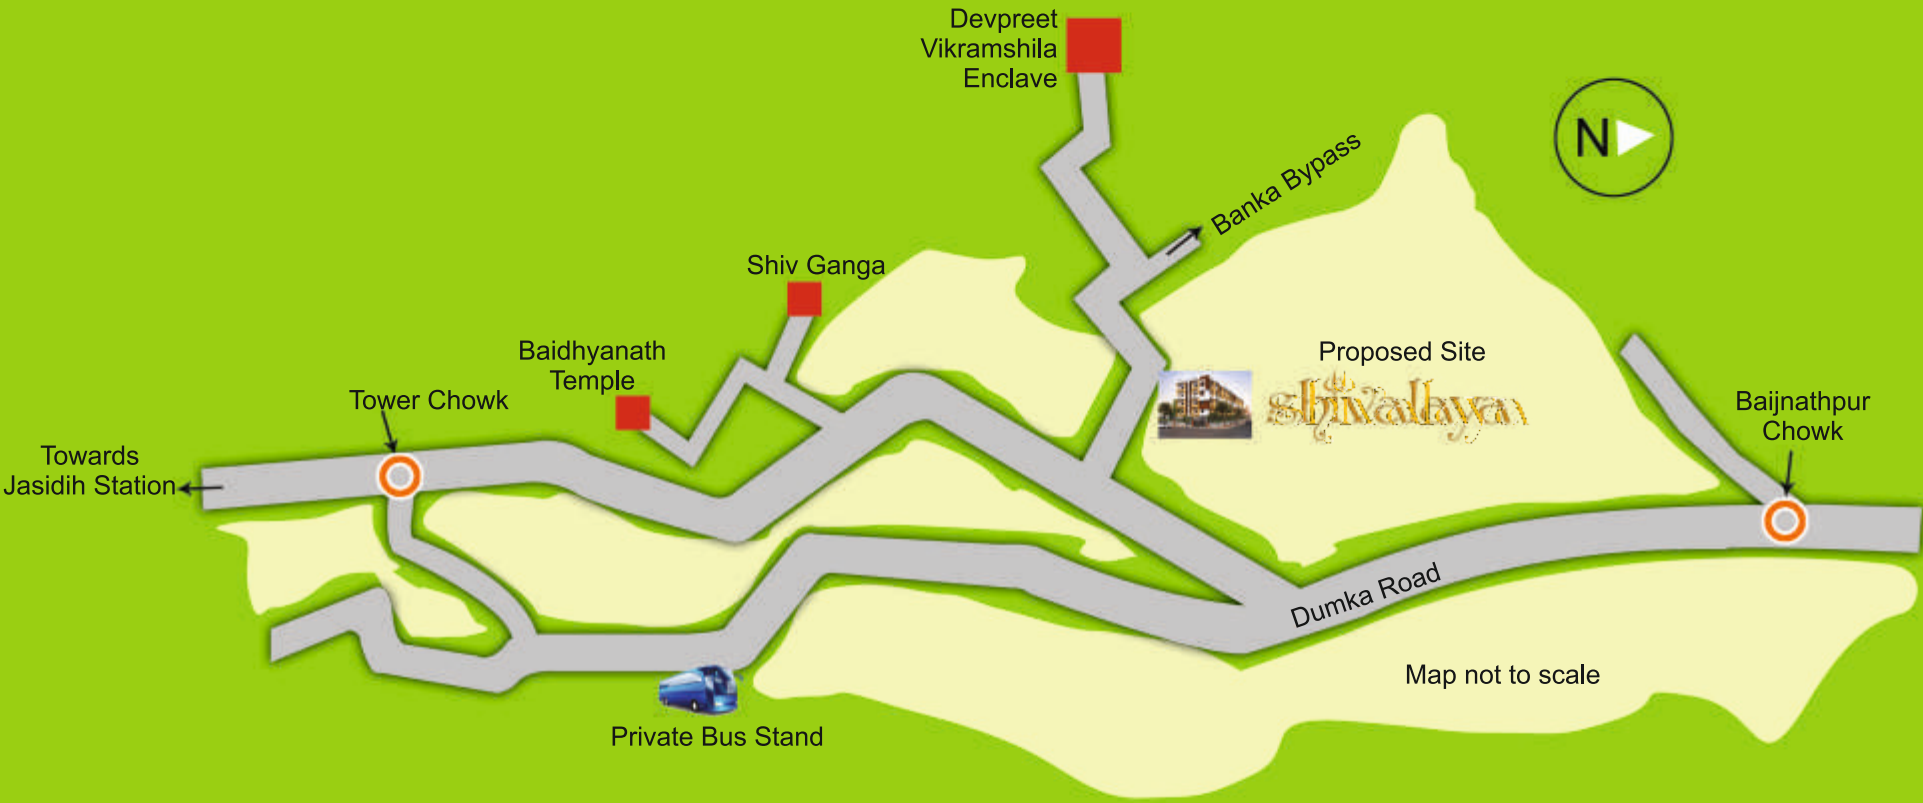 Devpreet
Vikramshila
Enclave
N
Banka Bypass
Shiv Ganga
Proposed Site
shivalayan
Baidhyanath
Temple
Tower Chowk
Baijnathpur
Chowk
Towards
Jasidih Station
Dumka Road
Map not to scale
Private Bus Stand